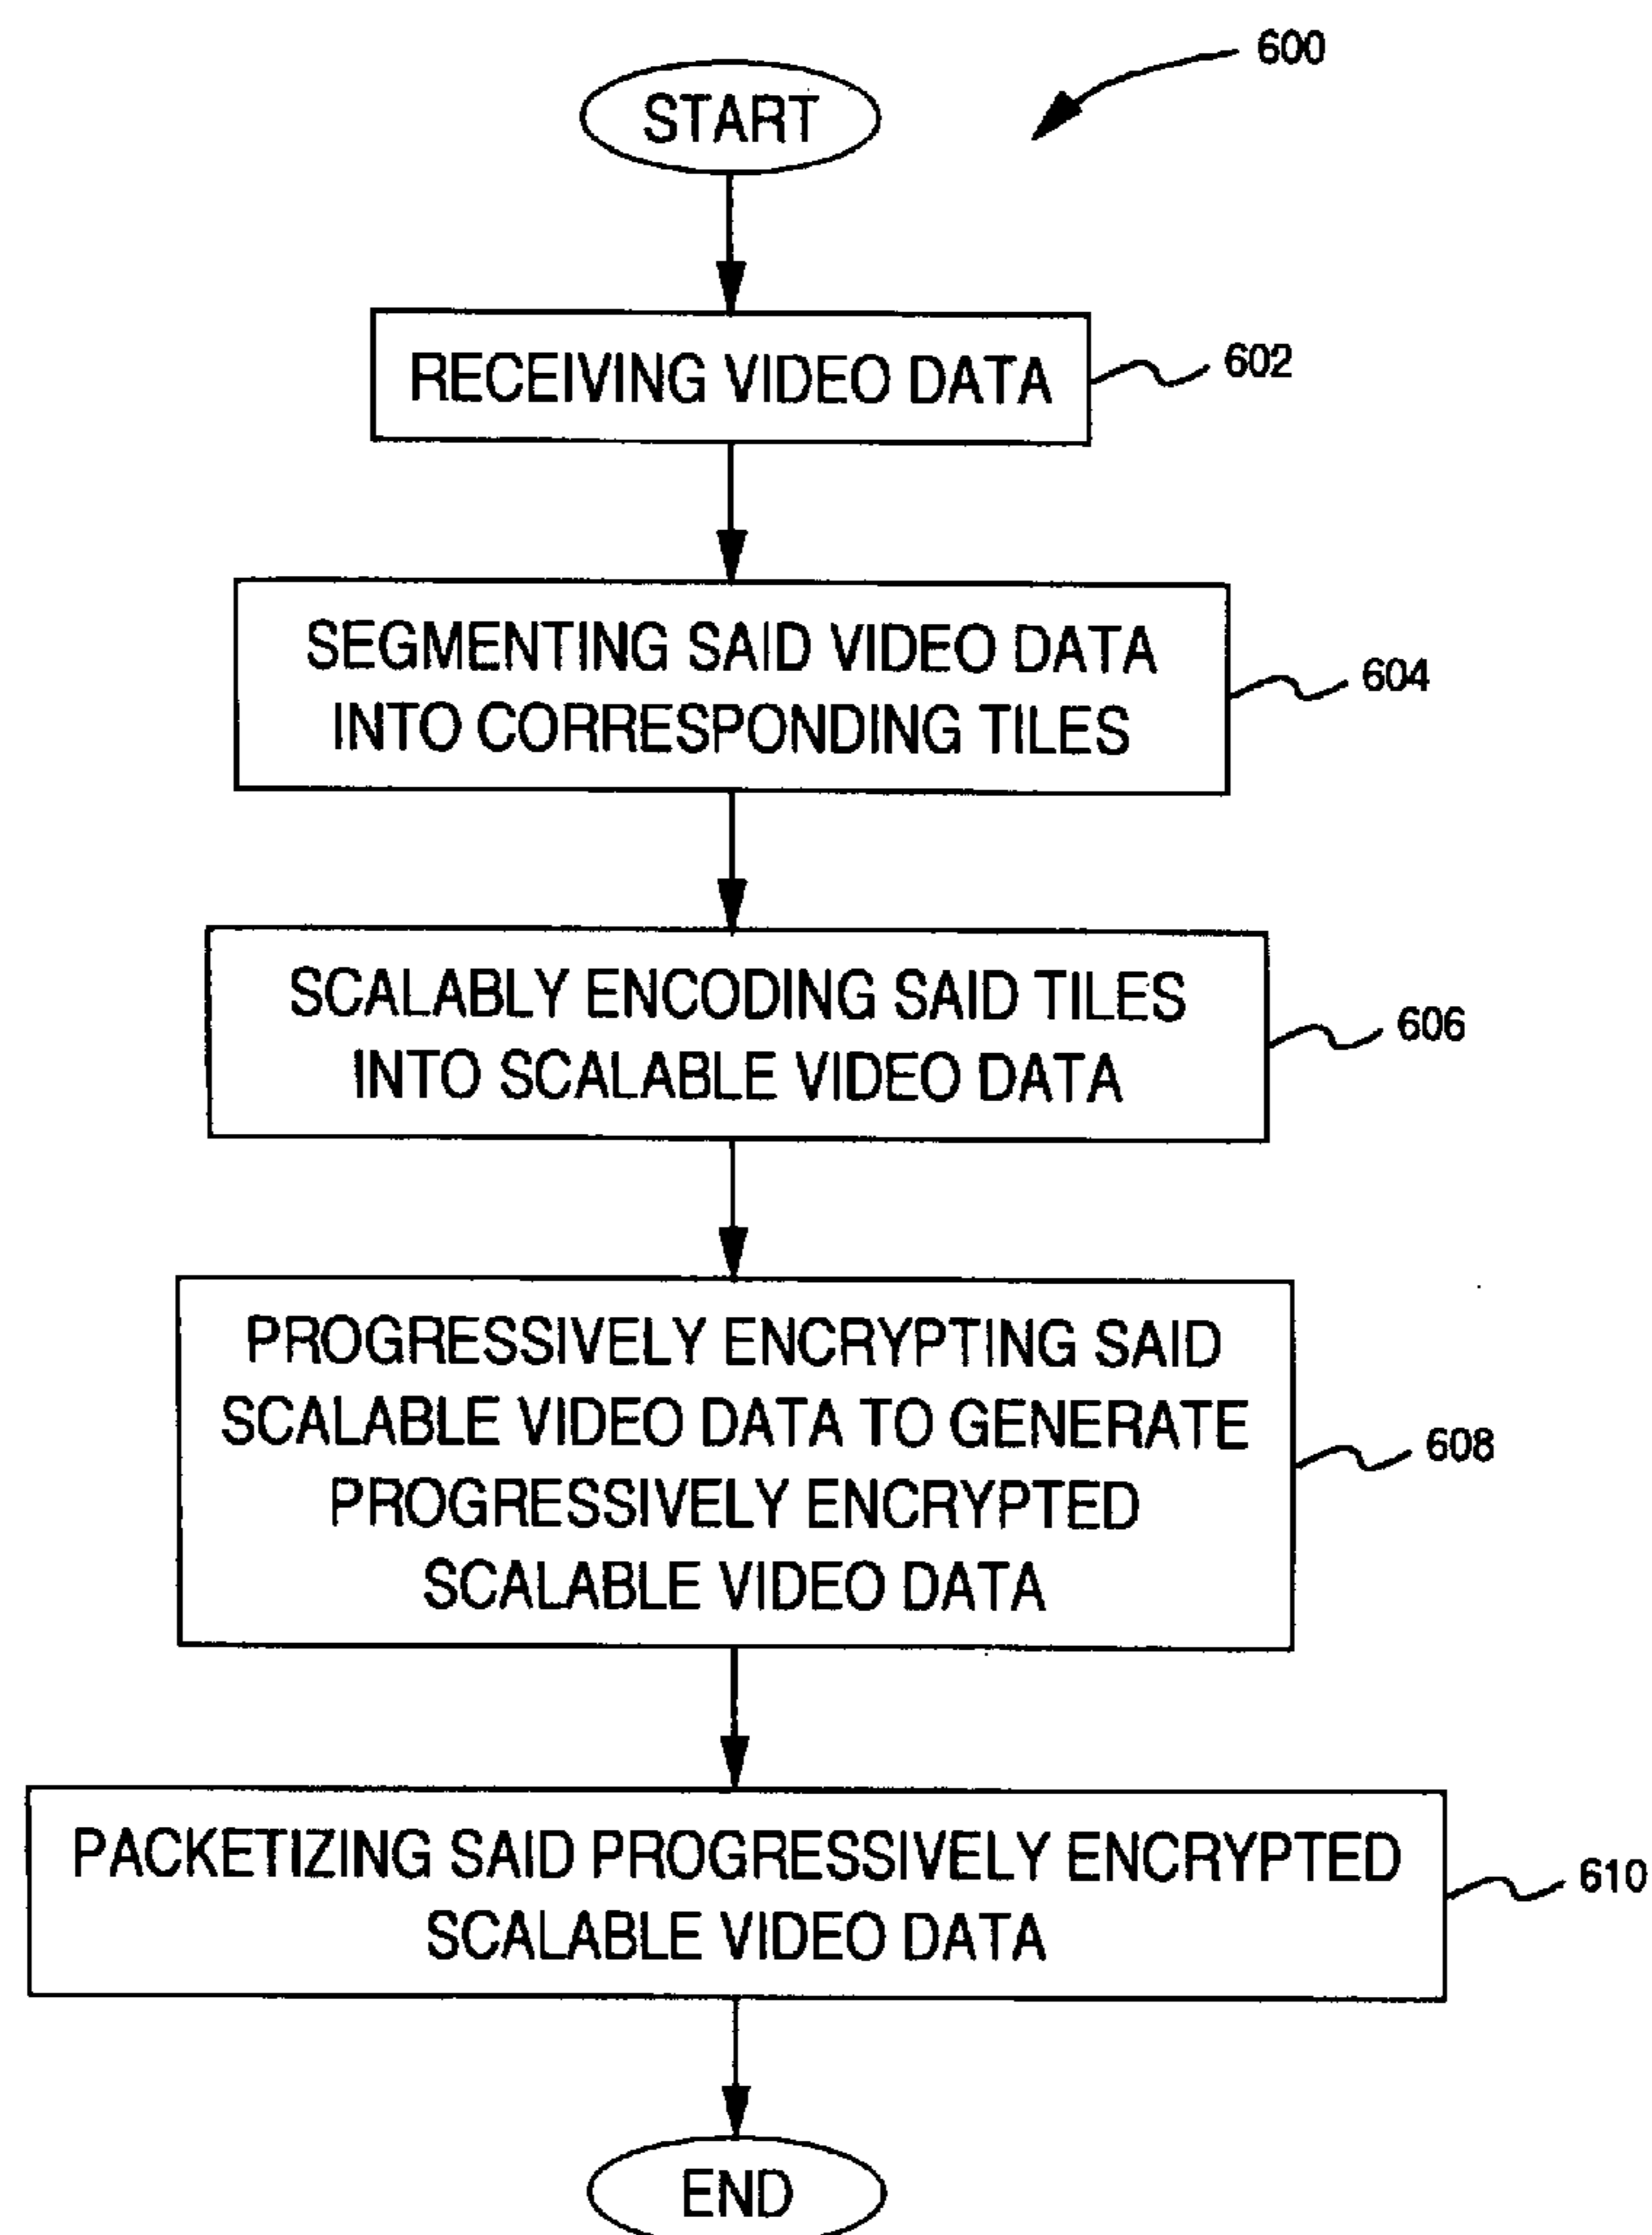 600
START
RECEIVING VIDEO DATA
602
SEGMENTING SAID VIDEO DATA
INTO CORRESPONDING TILES
604
SCALABLY ENCODING SAID TILES
INTO SCALABLE VIDEO DATA
606
PROGRESSIVELY ENCRYPTING SAID
SCALABLE VIDEO DATA TO GENERATE
PROGRESSIVELY ENCRYPTED
SCALABLE VIDEO DATA
608
PACKETIZING SAID PROGRESSIVELY ENCRYPTED
SCALABLE VIDEO DATA
610
END